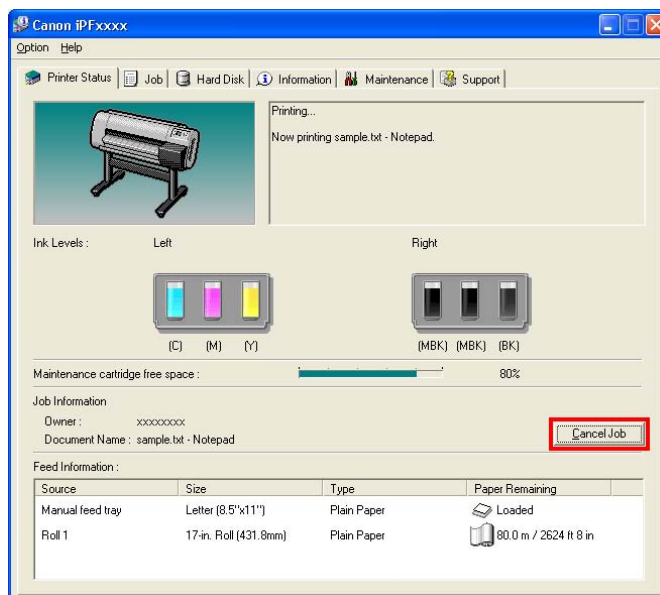 Canon iPFxxxx
Option Help
Printer Status Job Hard Disk Information Maintenance Support
Printing...
Now printing sample.txt - Notepad.
Ink Levels : Left Right
(C) (M) (Y) (MBK) (MBK) (BK)
Maintenance cartridge free space : 80%
Job Information
Owner : xxxxxxxx
Document Name : sample.txt - Notepad
Cancel Job
Feed Information :
Source Size Type Paper Remaining
Manual feed tray Letter (8.5"x11") Plain Paper Loaded
Roll 1 17-in. Roll (431.8mm) Plain Paper 80.0 m / 2624 ft 8 in